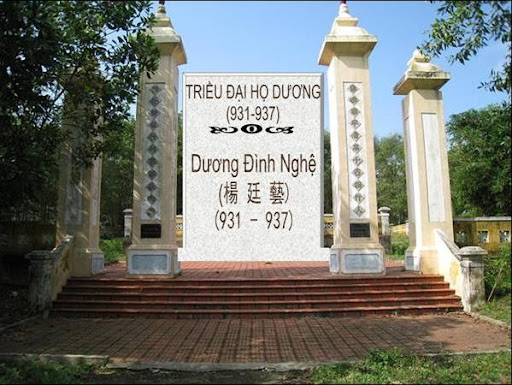 TRIỀU ĐẠI HỌ DƯƠNG
(931-937)
Dương Đình Nghệ
(楊 廷 藝)
(931 – 937)